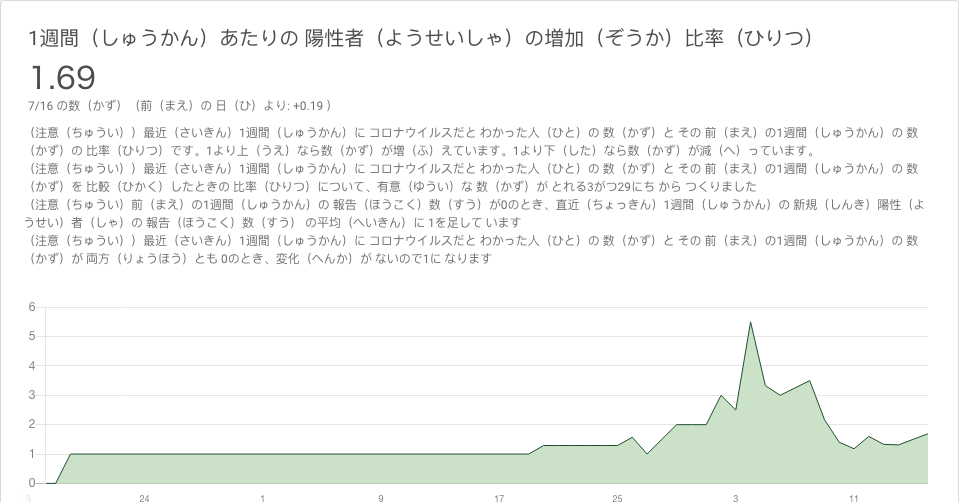 1週間（しゅうかん）あたりの 陽性者（ようせいしゃ）の増加（ぞうか）比率（ひりつ）
1.69
7/16 の数（かず）（前（まえ）の 日（ひ）より: +0.19 ）
（注意（ちゅうい））最近（さいきん）1週間（しゅうかん）に コロナウイルスだと わかった人（ひと）の 数（かず）と その 前（まえ）の1週間（しゅうかん）の 数
（かず）の 比率（ひりつ）です。1より上（うえ）なら数（かず）が増（ふ）えています。1より下（した）なら数（かず）が減（へ）っています。
（注意（ちゅうい））最近（さいきん）1週間（しゅうかん）に コロナウイルスだと わかった人（ひと）の 数（かず）と その 前（まえ）の1週間（しゅうかん）の 数
（かず）を 比較（ひかく）したときの 比率（ひりつ）について、有意（ゆうい）な 数（かず）が とれる3がつ29にち から つくりました
（注意（ちゅうい）前（まえ）の1週間（しゅうかん）の 報告（ほうこく）数（すう）が0のとき、直近（ちょっきん）1週間（しゅうかん）の 新規（しんき）陽性（よ
うせい）者（しゃ）の 報告（ほうこく）数（すう） の平均（へいきん）に 1を足して います
（注意（ちゅうい））最近（さいきん）1週間（しゅうかん）に コロナウイルスだと わかった人（ひと）の 数（かず）と その 前（まえ）の1週間（しゅうかん）の 数
（かず）が 両方（りょうほう）とも 0のとき、変化（へんか）が ないので1に なります
6
5
4
3
2
1
0
24 1 9 17 25 3 11